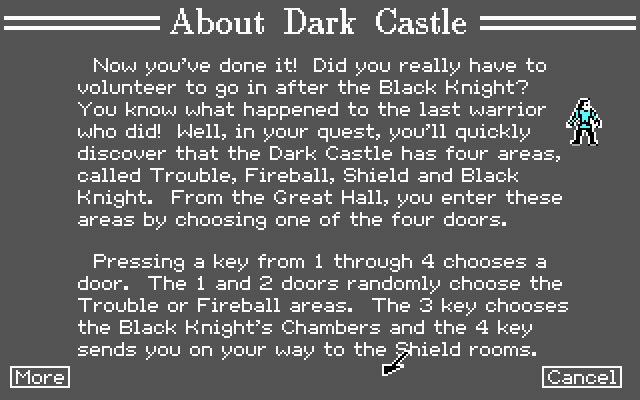 About Dark Castle
Now you've done it!  Did you really have to
volunteer to go in after the Black Knight?
You know what happened to the last warrior
who did!  Well, in your quest, you'll quickly
discover that the Dark Castle has four areas,
called Trouble, Fireball, Shield and Black
Knight.  From the Great Hall, you enter these
areas by choosing one of the four doors.
Pressing a key from 1 through 4 chooses a
door.  The 1 and 2 doors randomly choose the
Trouble or Fireball areas.  The 3 key chooses
the Black Knight's Chambers and the 4 key
sends you on your way to the Shield rooms.
More
Cancel